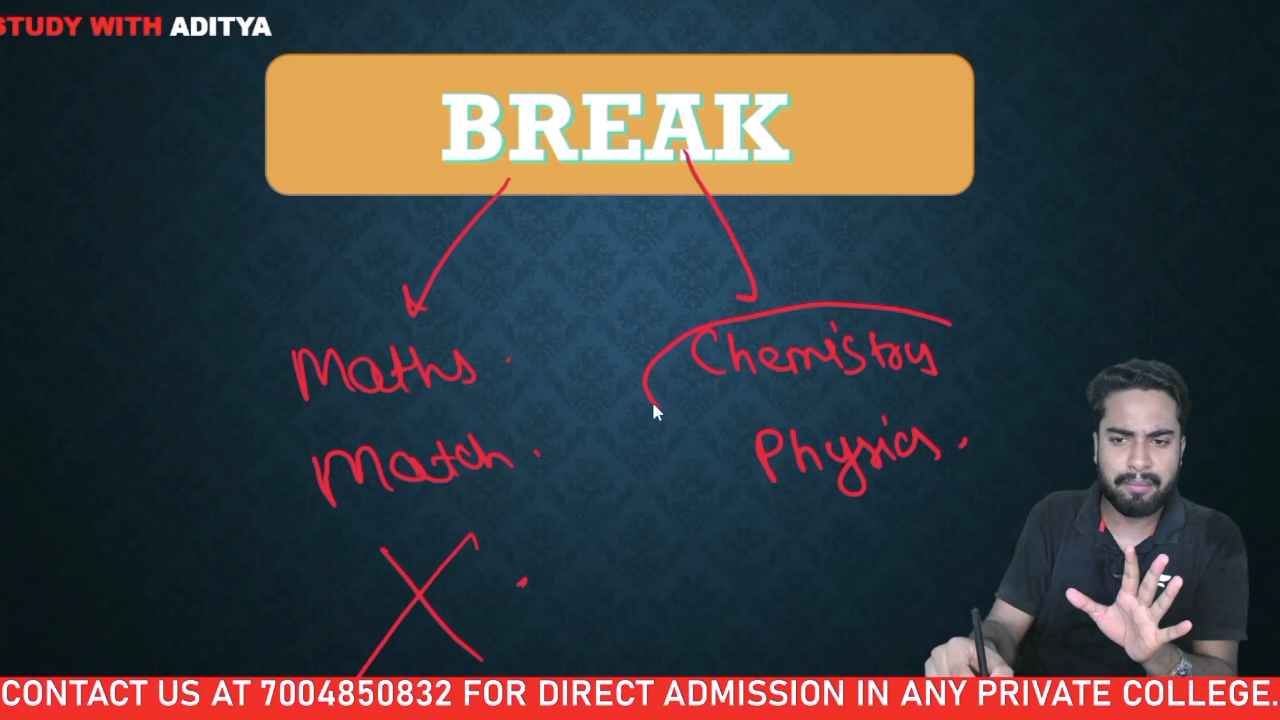 STUDY WITH ADITYA
BREAK
Maths.
Chemistry
Match.
Physics.
X.
CONTACT US AT 7004850832 FOR DIRECT ADMISSION IN ANY PRIVATE COLLEGE.